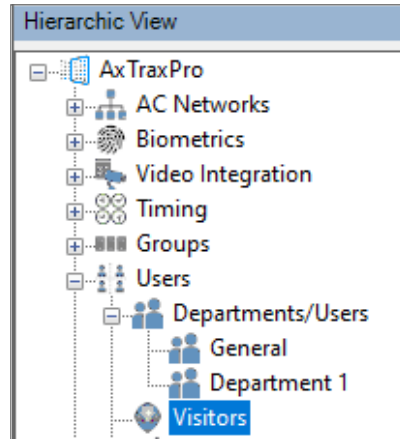 Hierarchic View
AxTraxPro
AC Networks
Biometrics
Video Integration
Timing
Groups
Users
Departments/Users
General
Department 1
Visitors